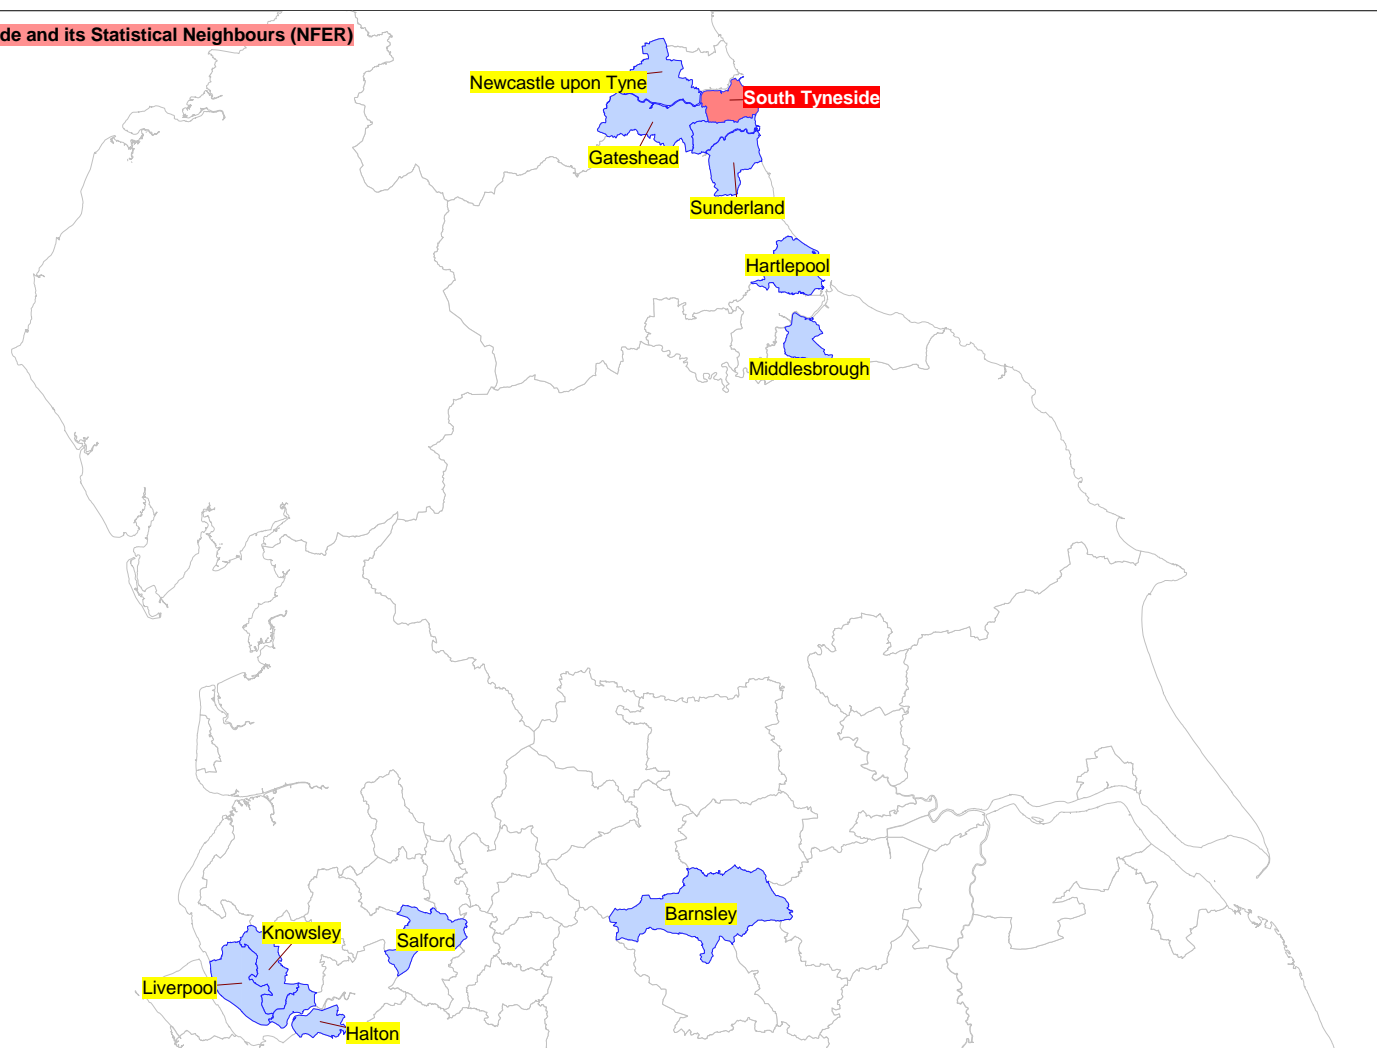 de and its Statistical Neighbours (NFER)
Newcastle upon Tyne
South Tyneside
Gateshead
Sunderland
Hartlepool
Middlesbrough
Barnsley
Knowsley
Salford
Liverpool
Halton